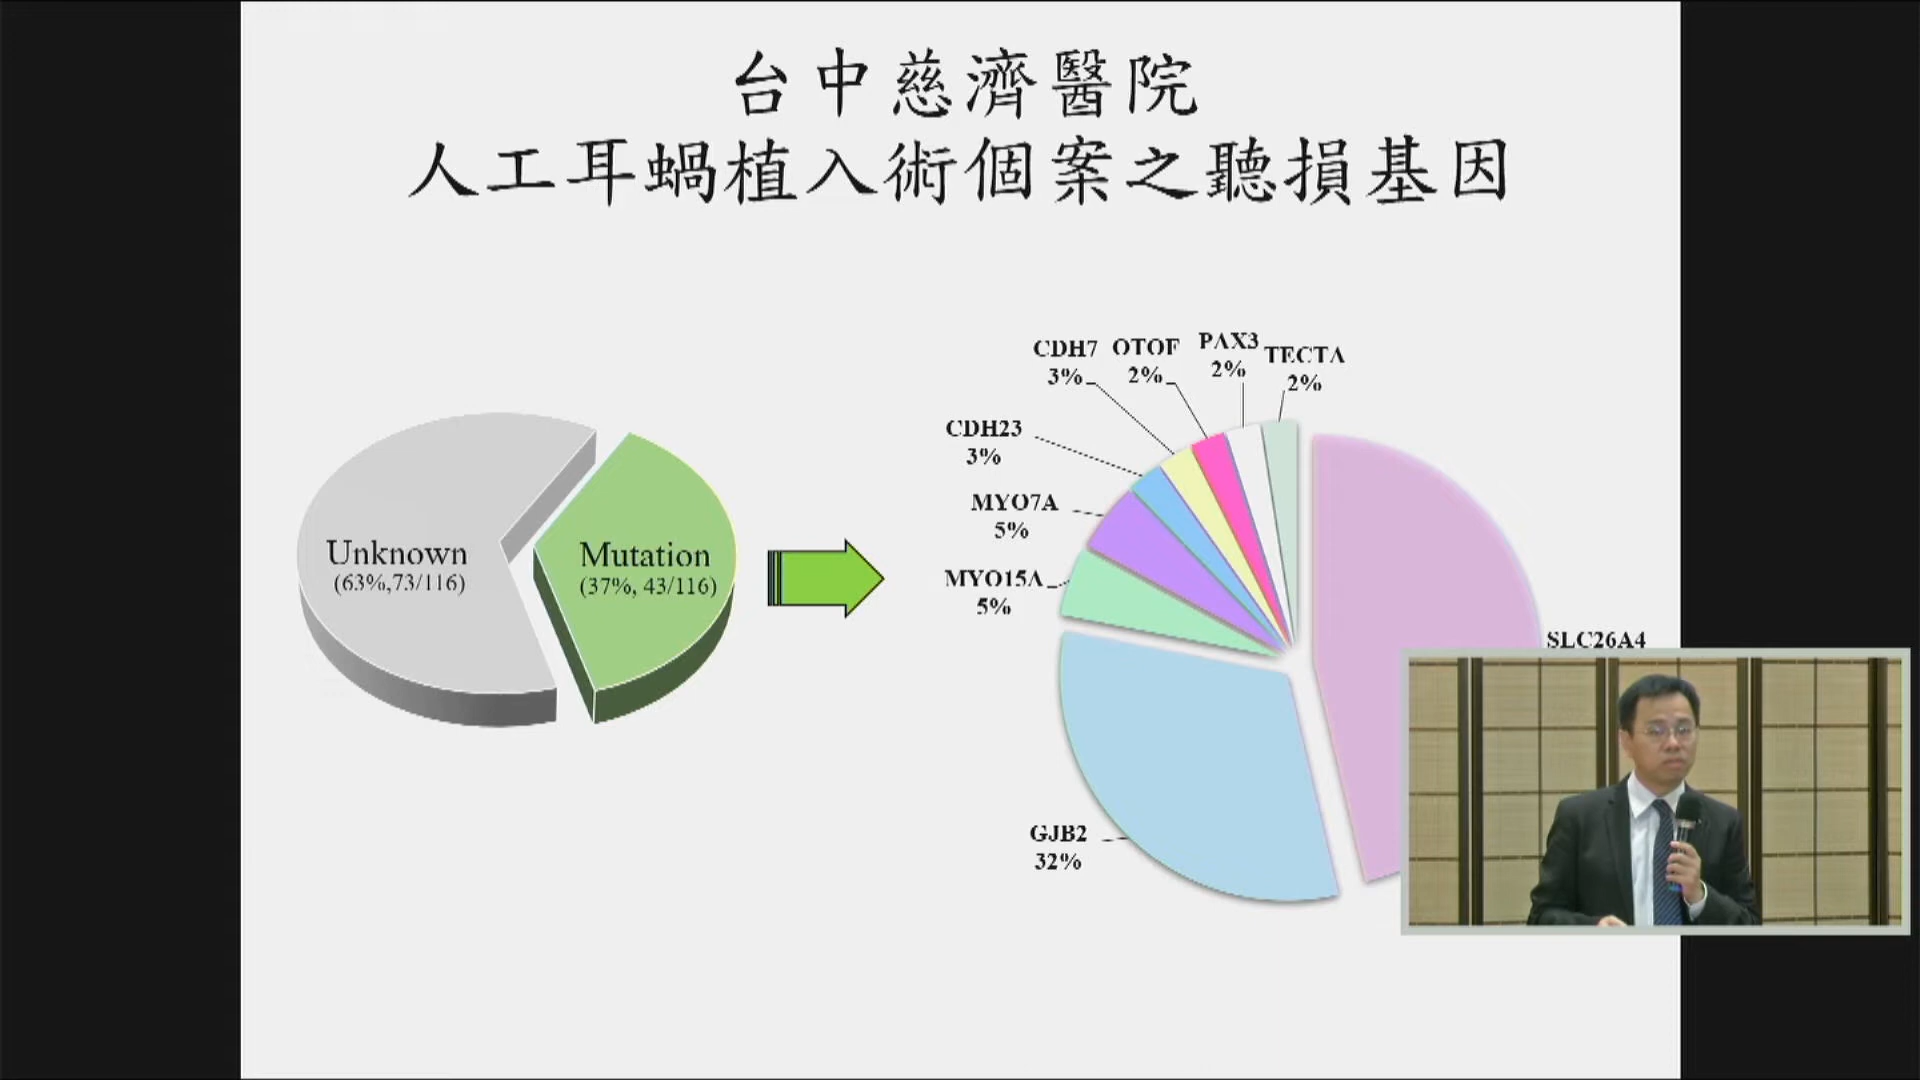 台中慈濟醫院
人工耳蝸植入術個案之聽損基因
Unknown
(63%,73/116)
Mutation
(37%, 43/116)
CDH7
3%
OTOF
2%
PAX3
2%
TECTA
2%
CDH23
3%
MYO7A
5%
MYO15A
5%
SLC26A4
GJB2
32%